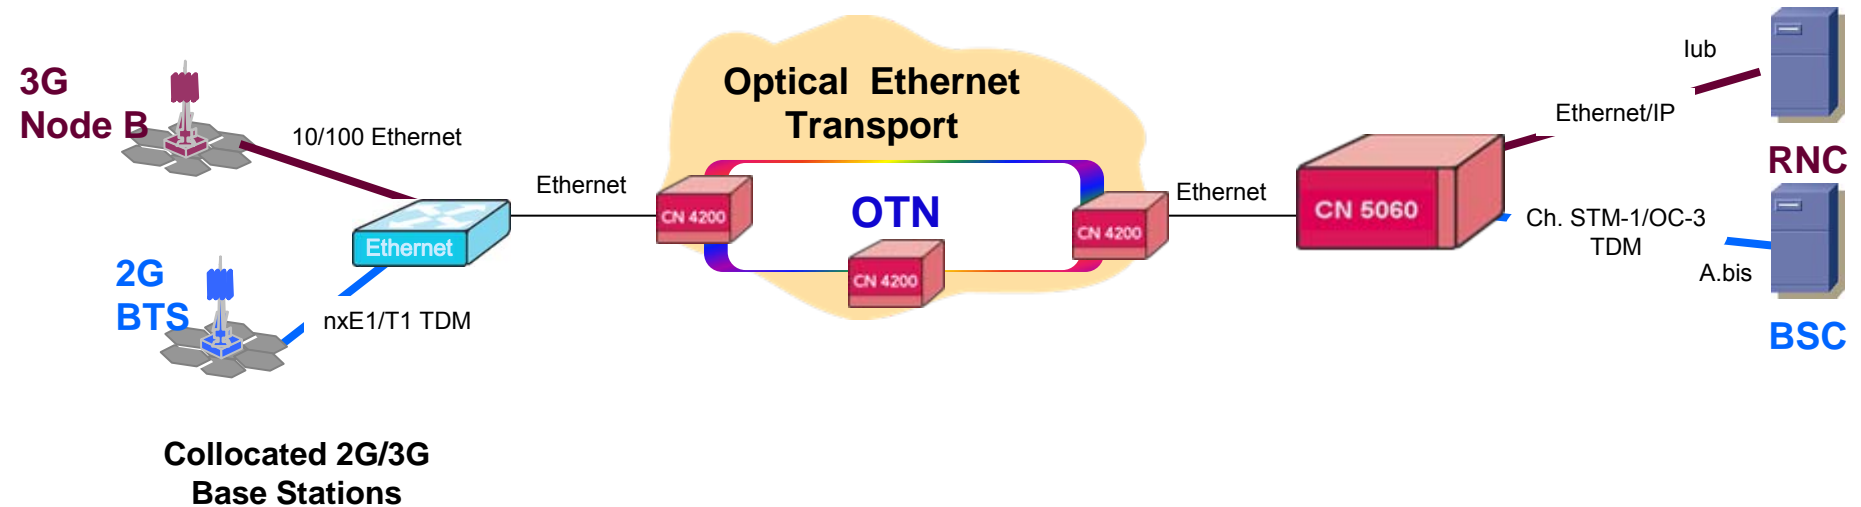 3G
Node B
10/100 Ethernet
2G
BTS
nxE1/T1 TDM
Ethernet
Ethernet
Optical Ethernet
Transport
OTN
CN 4200
CN 4200
CN 4200
Ethernet
CN 5060
Iub
Ethernet/IP
RNC
Ch. STM-1/OC-3
TDM
A.bis
BSC
Collocated 2G/3G
Base Stations